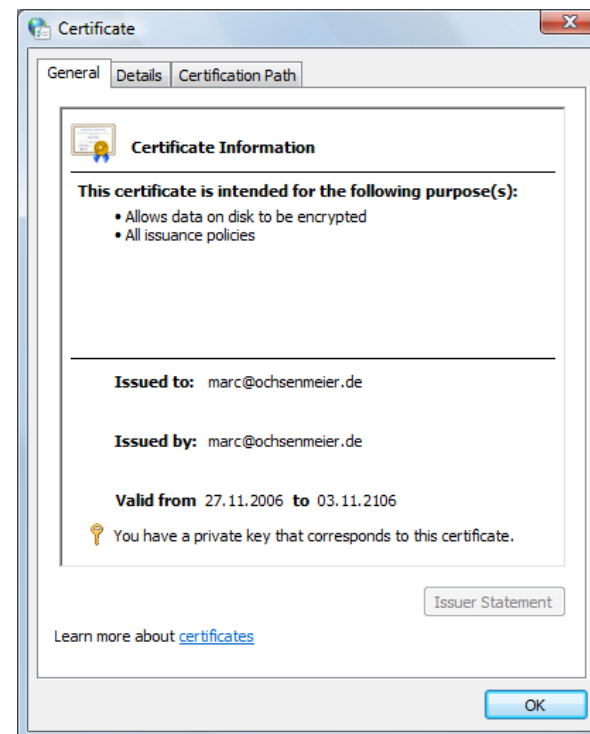 Certificate
General Details Certification Path
Certificate Information
This certificate is intended for the following purpose(s):
• Allows data on disk to be encrypted
• All issuance policies
Issued to: marc@ochsenmeier.de
Issued by: marc@ochsenmeier.de
Valid from 27.11.2006 to 03.11.2106
You have a private key that corresponds to this certificate.
Issuer Statement
Learn more about certificates
OK